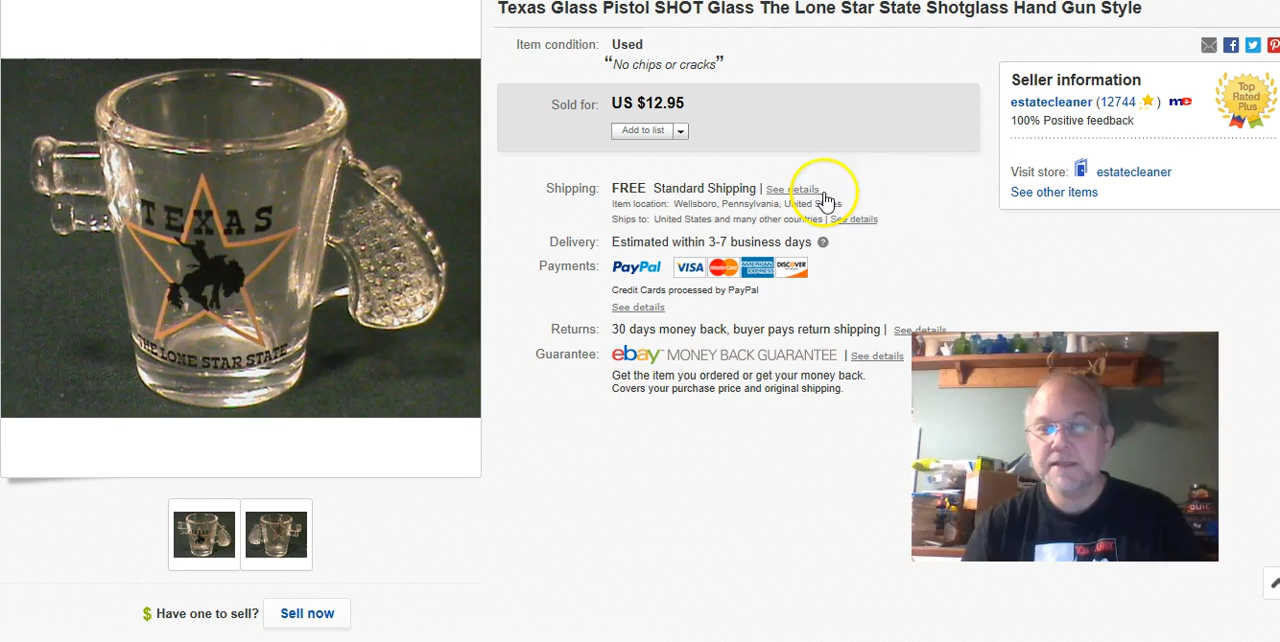 Texas Glass Pistol SHOT Glass The Lone Star State Shotglass Hand Gun Style
Item condition: Used
“No chips or cracks”
Sold for: US $12.95
Add to list
Shipping: FREE Standard Shipping | See details
Item location: Wellsboro, Pennsylvania, United States
Ships to: United States and many other countries | See details
Delivery: Estimated within 3-7 business days ?
Payments: PayPal VISA MasterCard AMERICAN EXPRESS DISCOVER
Credit Cards processed by PayPal
See details
Returns: 30 days money back, buyer pays return shipping | See details
Guarantee: ebay MONEY BACK GUARANTEE | See details
Get the item you ordered or get your money back.
Covers your purchase price and original shipping.
Seller information
estatecleaner (12744 ) me
100% Positive feedback
Top Rated Plus
Visit store: estatecleaner
See other items
TEXAS
THE LONE STAR STATE
$ Have one to sell? Sell now